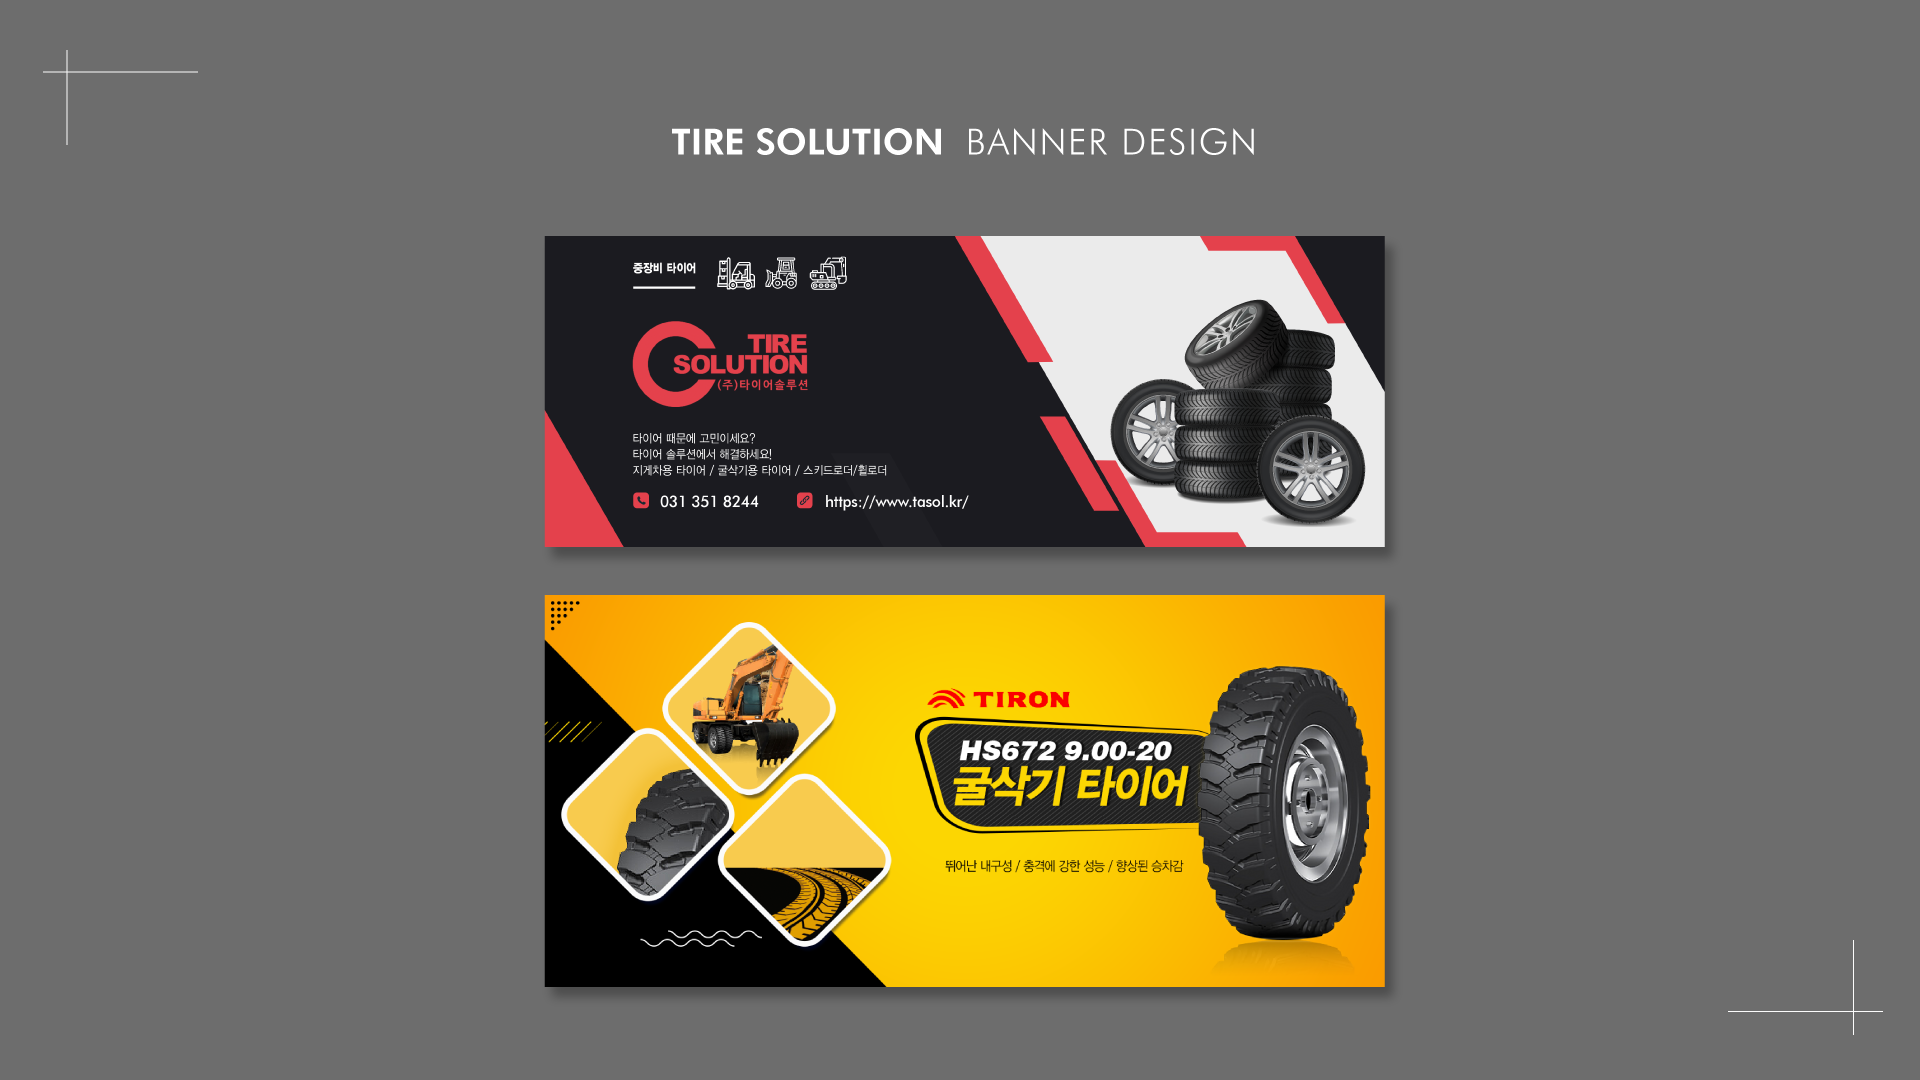 TIRE SOLUTION BANNER DESIGN
중장비 타이어
TIRE
SOLUTION
(주)타이어솔루션
타이어 때문에 고민이세요?
타이어 솔루션에서 해결하세요!
지게차용 타이어 / 굴삭기용 타이어 / 스키드로더/휠로더
031 351 8244 https://www.tasol.kr/
TIRON
HS672 9.00-20
굴삭기 타이어
뛰어난 내구성 / 충격에 강한 성능 / 향상된 승차감